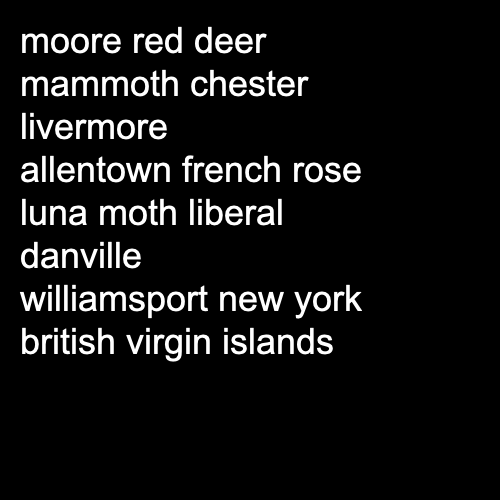 moore red deer
mammoth chester
livermore
allentown french rose
luna moth liberal
danville
williamsport new york
british virgin islands